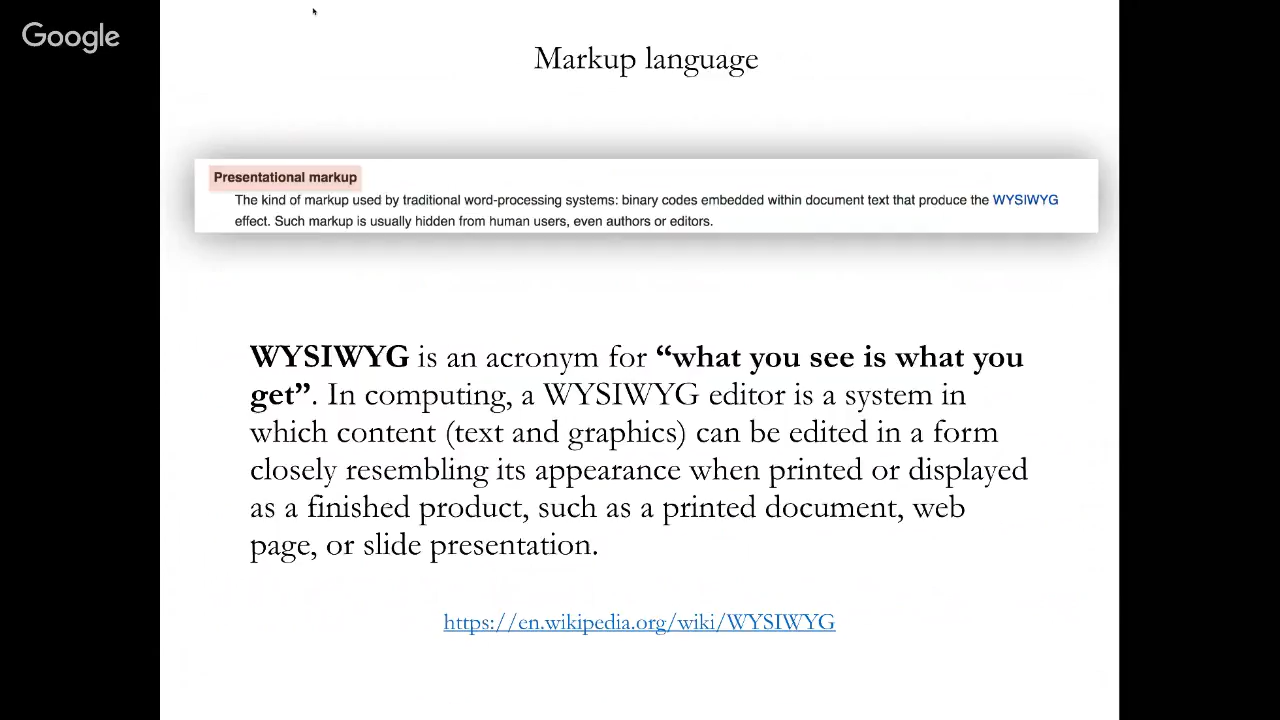 Google
Markup language
Presentational markup
The kind of markup used by traditional word-processing systems: binary codes embedded within document text that produce the WYSIWYG
effect. Such markup is usually hidden from human users, even authors or editors.
WYSIWYG is an acronym for “what you see is what you
get”. In computing, a WYSIWYG editor is a system in
which content (text and graphics) can be edited in a form
closely resembling its appearance when printed or displayed
as a finished product, such as a printed document, web
page, or slide presentation.
https://en.wikipedia.org/wiki/WYSIWYG